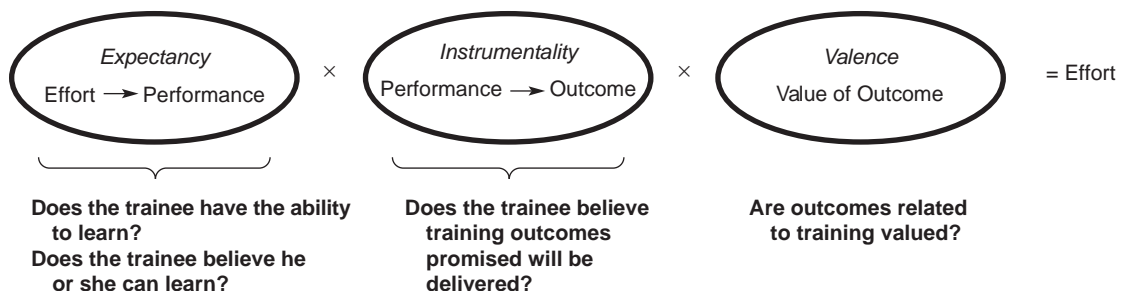 Expectancy
Effort → Performance
×
Instrumentality
Performance → Outcome
×
Valence
Value of Outcome
= Effort
Does the trainee have the ability
to learn?
Does the trainee believe he
or she can learn?
Does the trainee believe
training outcomes
promised will be
delivered?
Are outcomes related
to training valued?